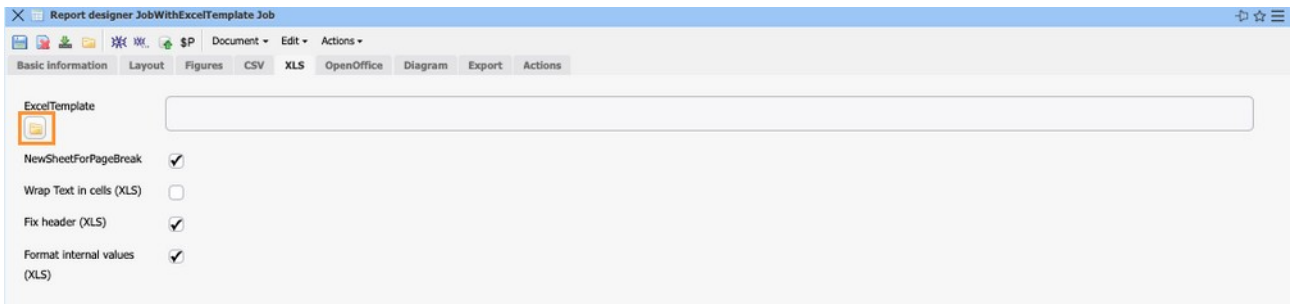 Report designer JobWithExcelTemplate Job
$P Document Edit Actions
Basic information Layout Figures CSV XLS OpenOffice Diagram Export Actions
ExcelTemplate
NewSheetForPageBreak
Wrap Text in cells (XLS)
Fix header (XLS)
Format internal values
(XLS)